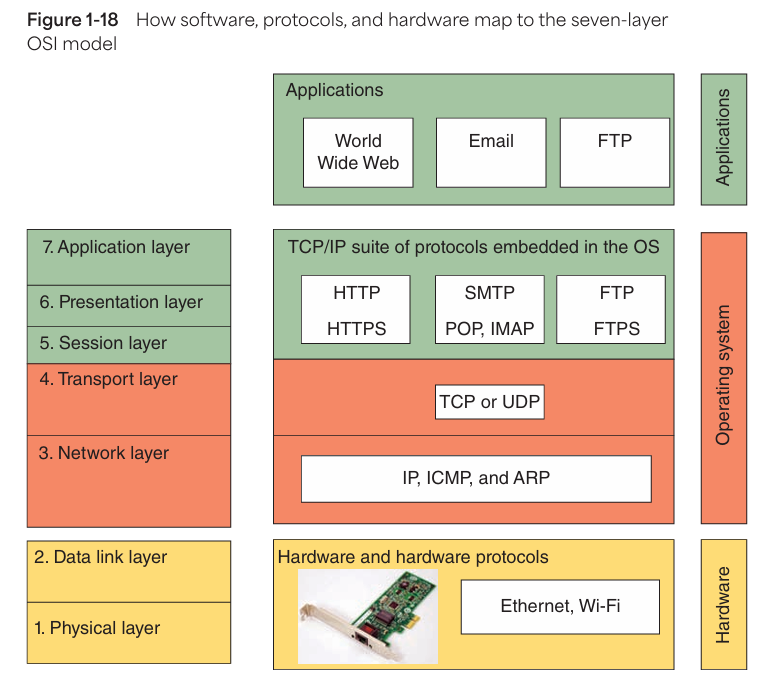 Figure 1-18 How software, protocols, and hardware map to the seven-layer
OSI model
Applications
World
Wide Web
Email
FTP
Applications
7. Application layer
6. Presentation layer
5. Session layer
4. Transport layer
3. Network layer
TCP/IP suite of protocols embedded in the OS
HTTP
HTTPS
SMTP
POP, IMAP
FTP
FTPS
TCP or UDP
IP, ICMP, and ARP
Operating system
2. Data link layer
1. Physical layer
Hardware and hardware protocols
Ethernet, Wi-Fi
Hardware